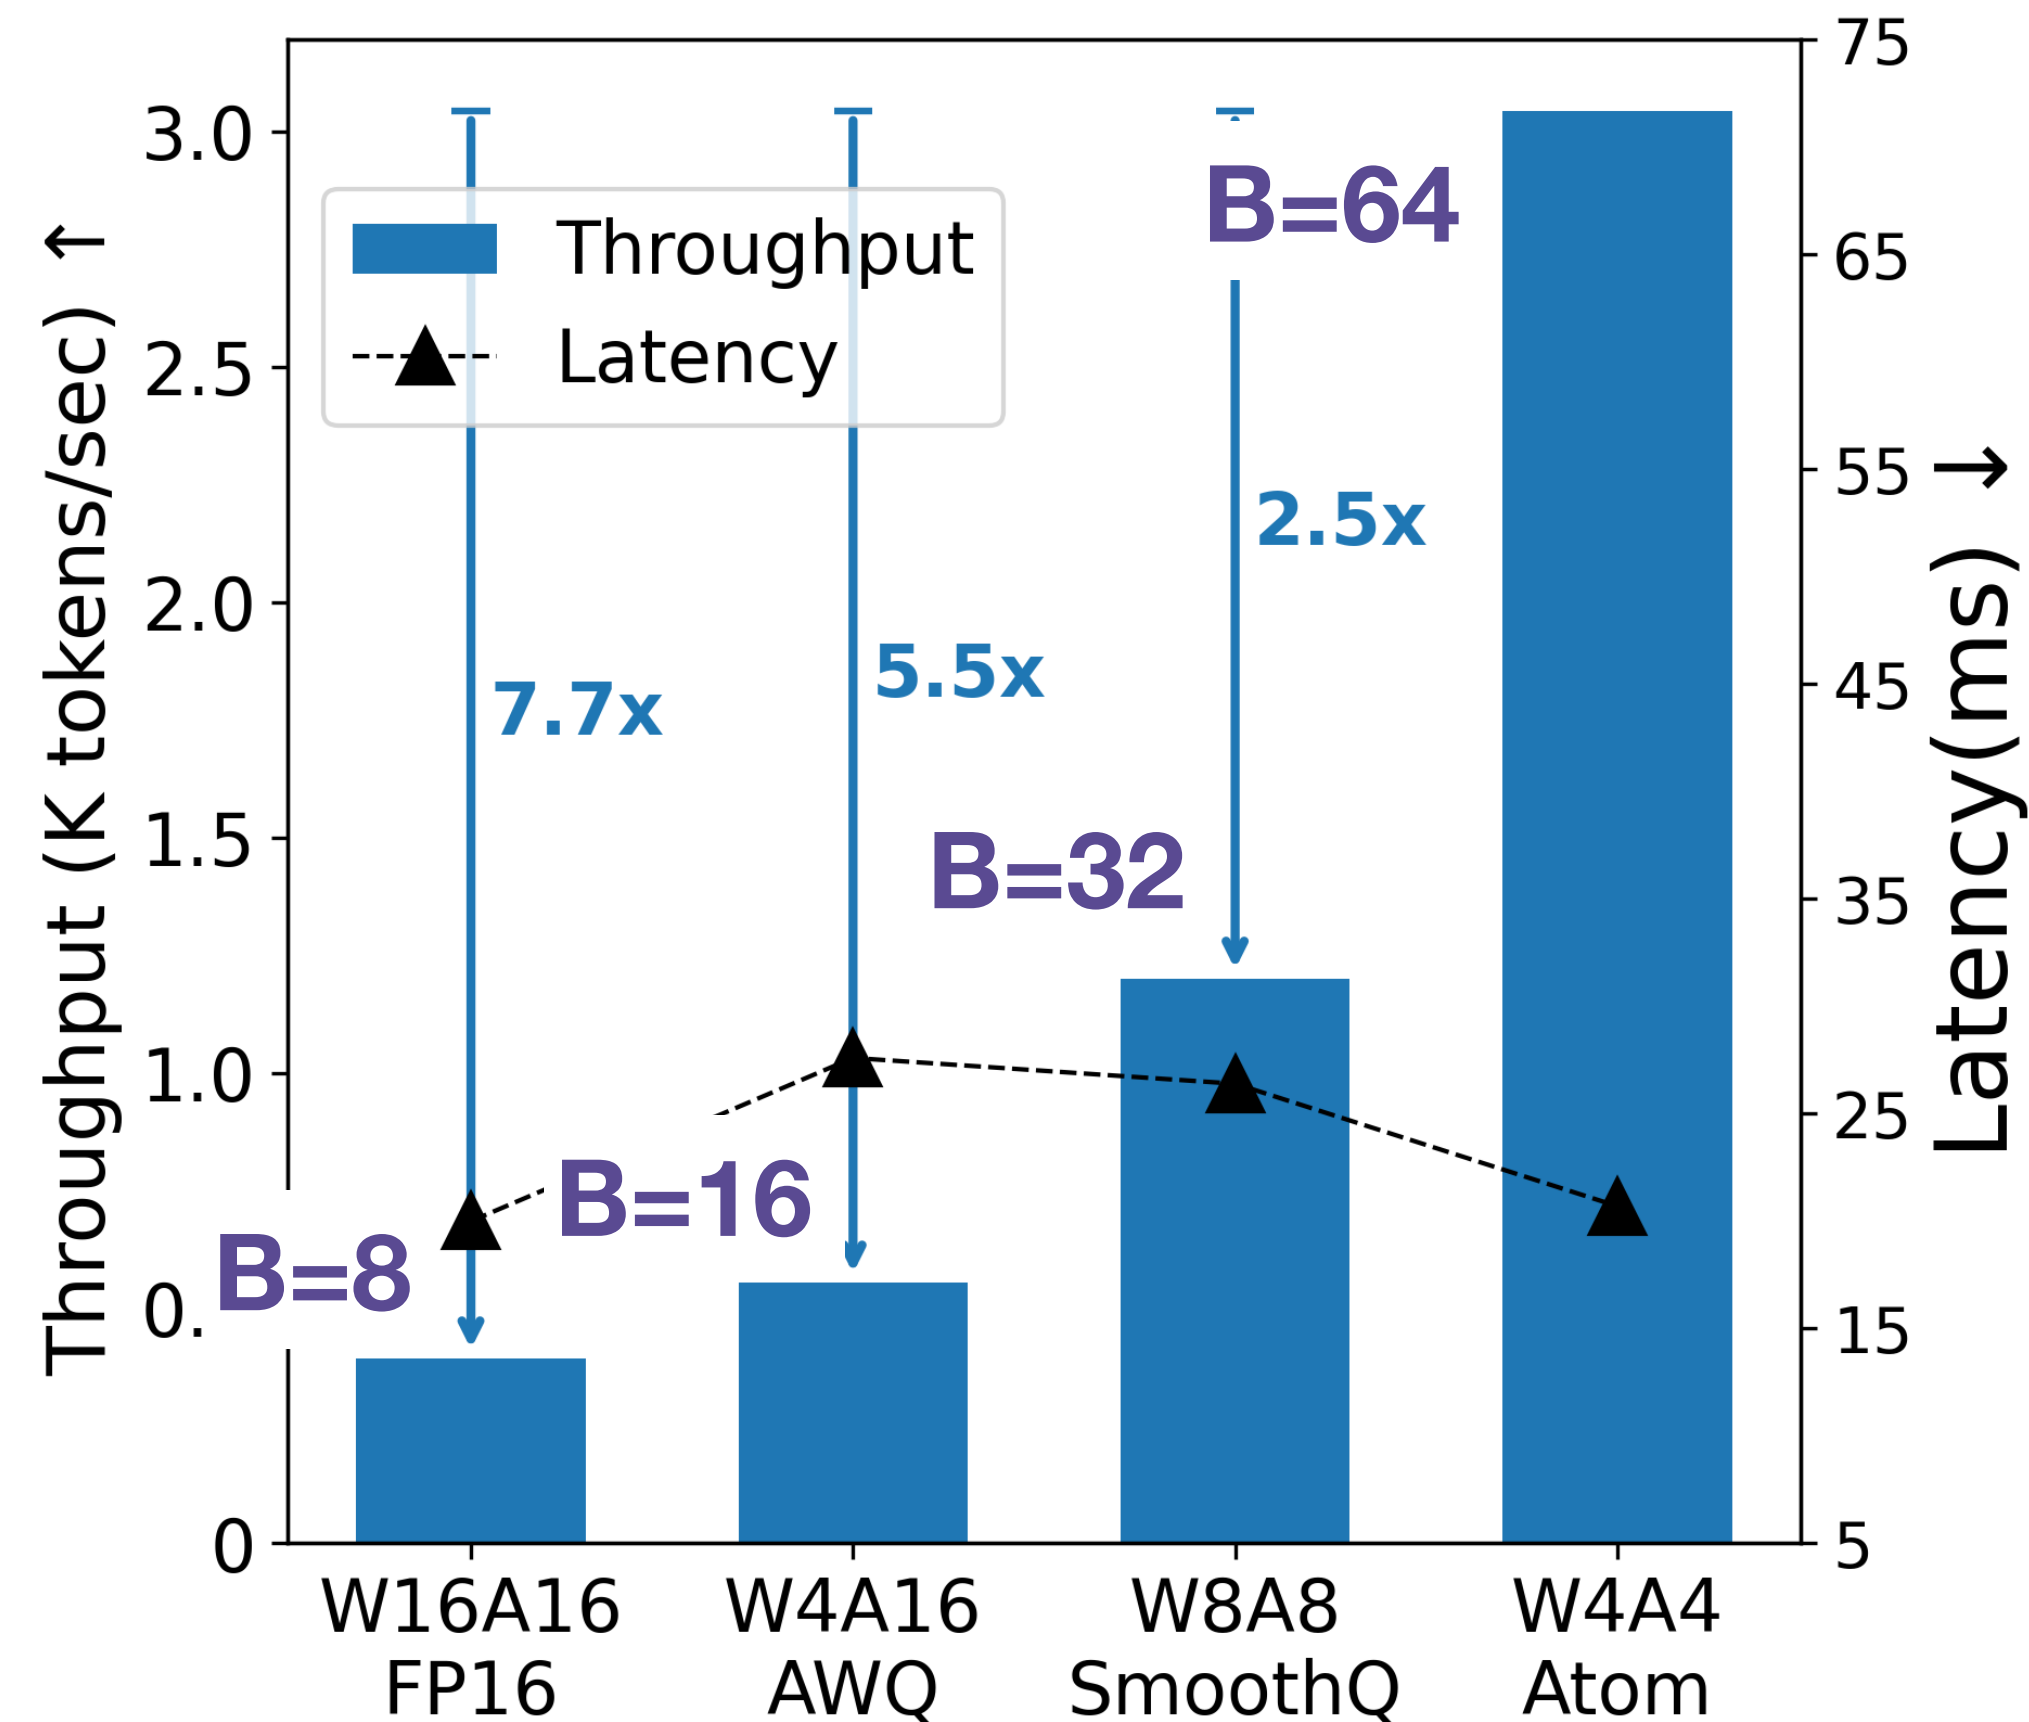 Throughput (K tokens/sec) ↑
3.0
2.5
2.0
1.5
1.0
0.
0
Throughput
Latency
7.7x
5.5x
2.5x
B=64
B=32
B=16
B=8
75
65
55
45
35
25
15
5
Latency(ms) ↓
W16A16 W4A16 W8A8 W4A4
FP16 AWQ SmoothQ Atom